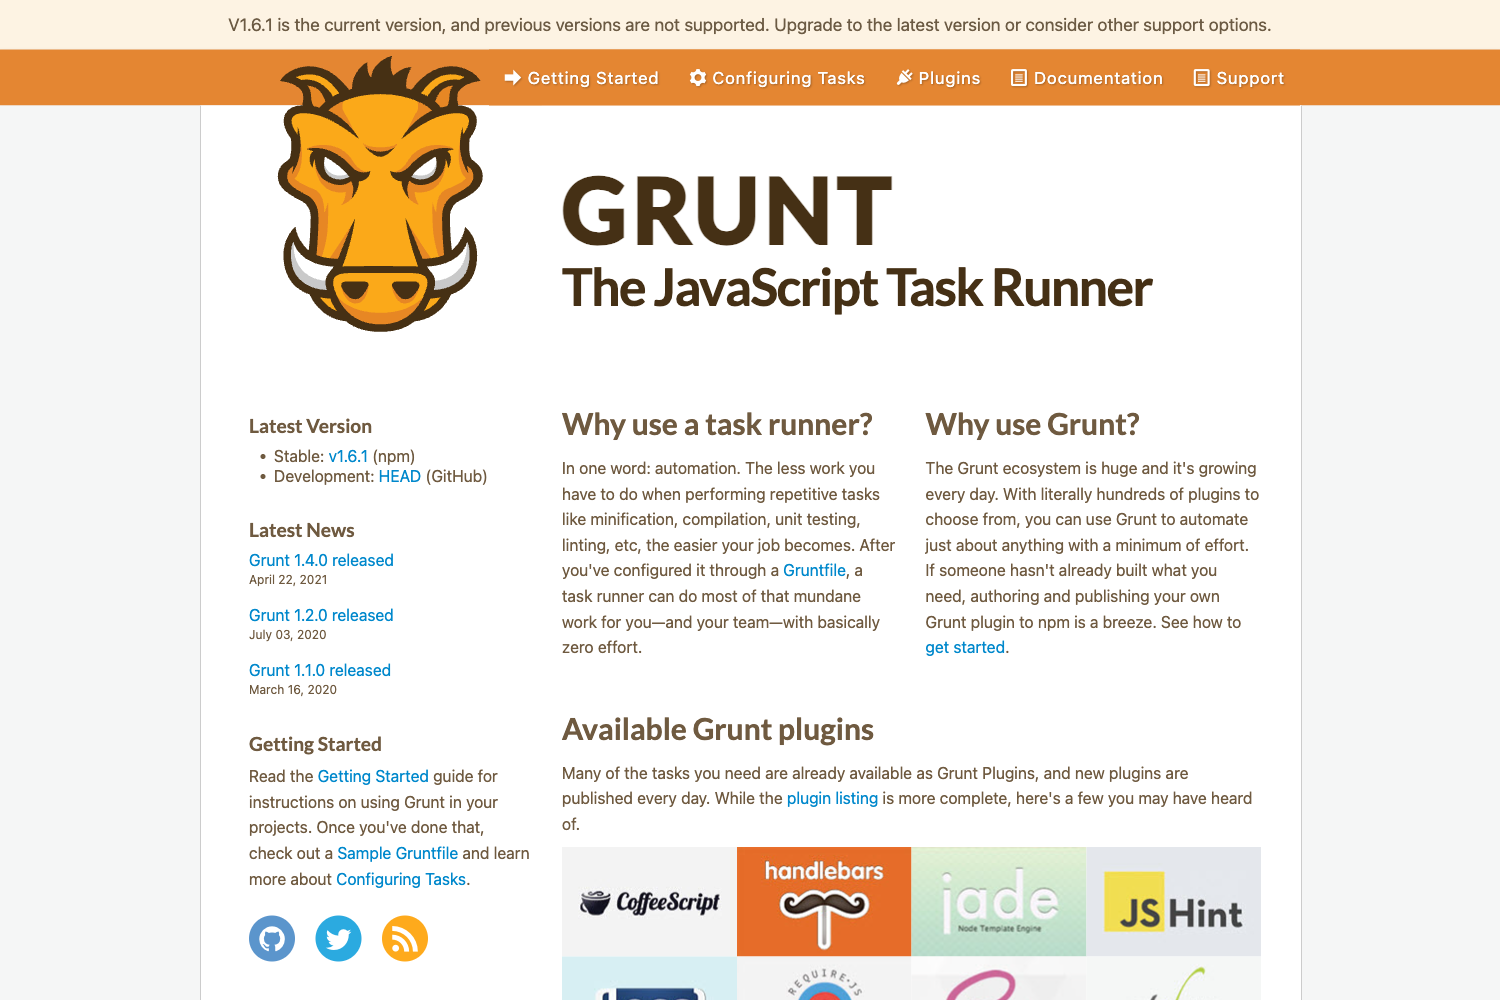 V1.6.1 is the current version, and previous versions are not supported. Upgrade to the latest version or consider other support options.
Getting Started
Configuring Tasks
Plugins
Documentation
Support
GRUNT
The JavaScript Task Runner
Latest Version
• Stable: v1.6.1 (npm)
• Development: HEAD (GitHub)
Latest News
Grunt 1.4.0 released
April 22, 2021
Grunt 1.2.0 released
July 03, 2020
Grunt 1.1.0 released
March 16, 2020
Getting Started
Read the Getting Started guide for
instructions on using Grunt in your
projects. Once you've done that,
check out a Sample Gruntfile and learn
more about Configuring Tasks.
Why use a task runner?
In one word: automation. The less work you
have to do when performing repetitive tasks
like minification, compilation, unit testing,
linting, etc, the easier your job becomes. After
you've configured it through a Gruntfile, a
task runner can do most of that mundane
work for you—and your team—with basically
zero effort.
Why use Grunt?
The Grunt ecosystem is huge and it's growing
every day. With literally hundreds of plugins to
choose from, you can use Grunt to automate
just about anything with a minimum of effort.
If someone hasn't already built what you
need, authoring and publishing your own
Grunt plugin to npm is a breeze. See how to
get started.
Available Grunt plugins
Many of the tasks you need are already available as Grunt Plugins, and new plugins are
published every day. While the plugin listing is more complete, here's a few you may have heard
of.
CoffeeScript
handlebars
jade
Node Template Engine
JSHint
REQUIRE·JS